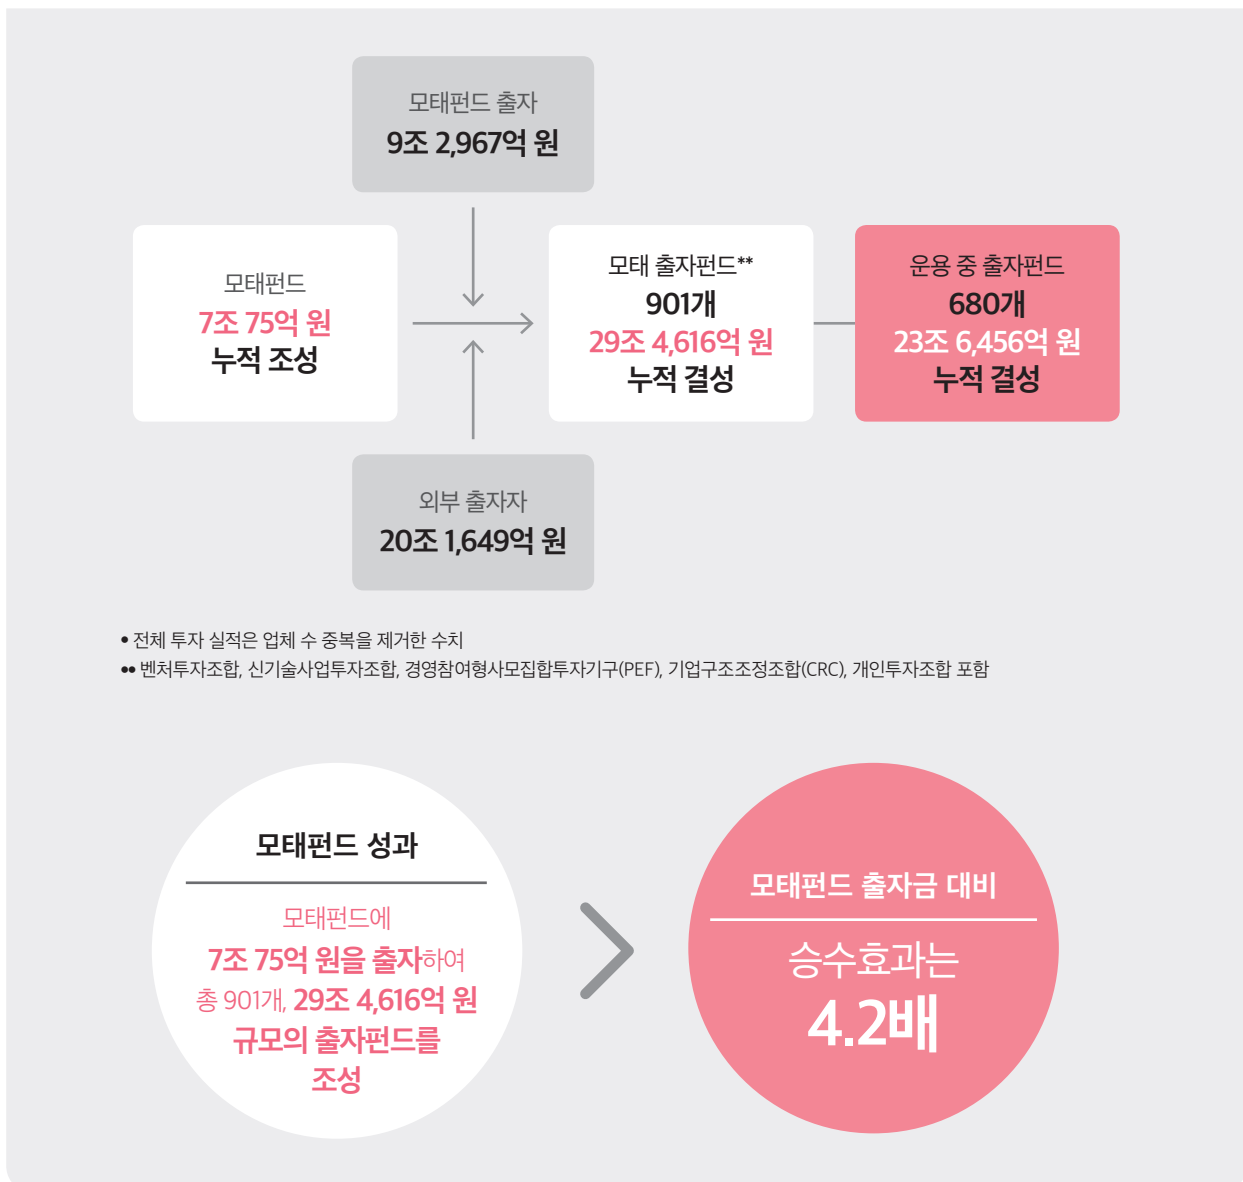 모태펀드 출자
9조 2,967억 원
모태펀드
7조 75억 원
누적 조성
모태 출자펀드**
901개
29조 4,616억 원
누적 결성
운용 중 출자펀드
680개
23조 6,456억 원
누적 결성
외부 출자자
20조 1,649억 원
• 전체 투자 실적은 업체 수 중복을 제거한 수치
•• 벤처투자조합, 신기술사업투자조합, 경영참여형사모집합투자기구(PEF), 기업구조조정조합(CRC), 개인투자조합 포함
모태펀드 성과
모태펀드에
7조 75억 원을 출자하여
총 901개, 29조 4,616억 원
규모의 출자펀드를
조성
모태펀드 출자금 대비
승수효과는
4.2배